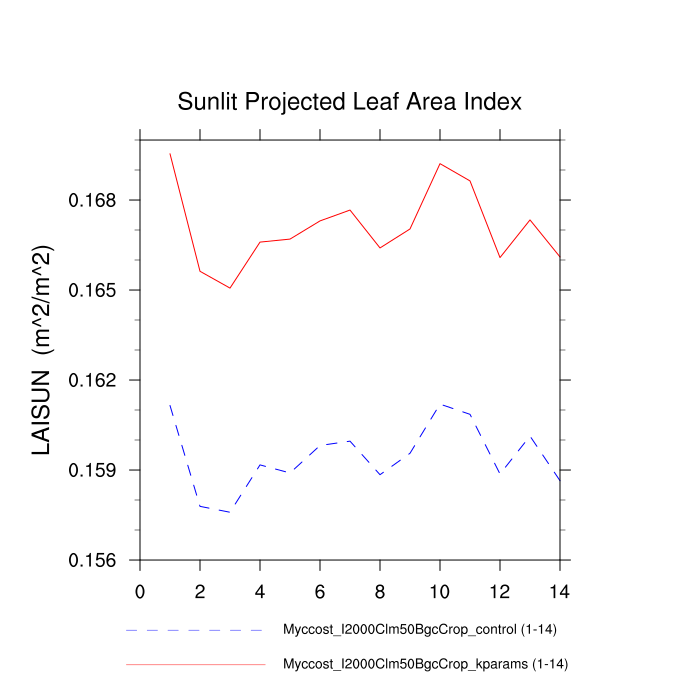 Sunlit Projected Leaf Area Index
LAISUN (m^2/m^2)
0.168
0.165
0.162
0.159
0.156
0 2 4 6 8 10 12 14
Myccost_I2000Clm50BgcCrop_control (1-14)
Myccost_I2000Clm50BgcCrop_kparams (1-14)